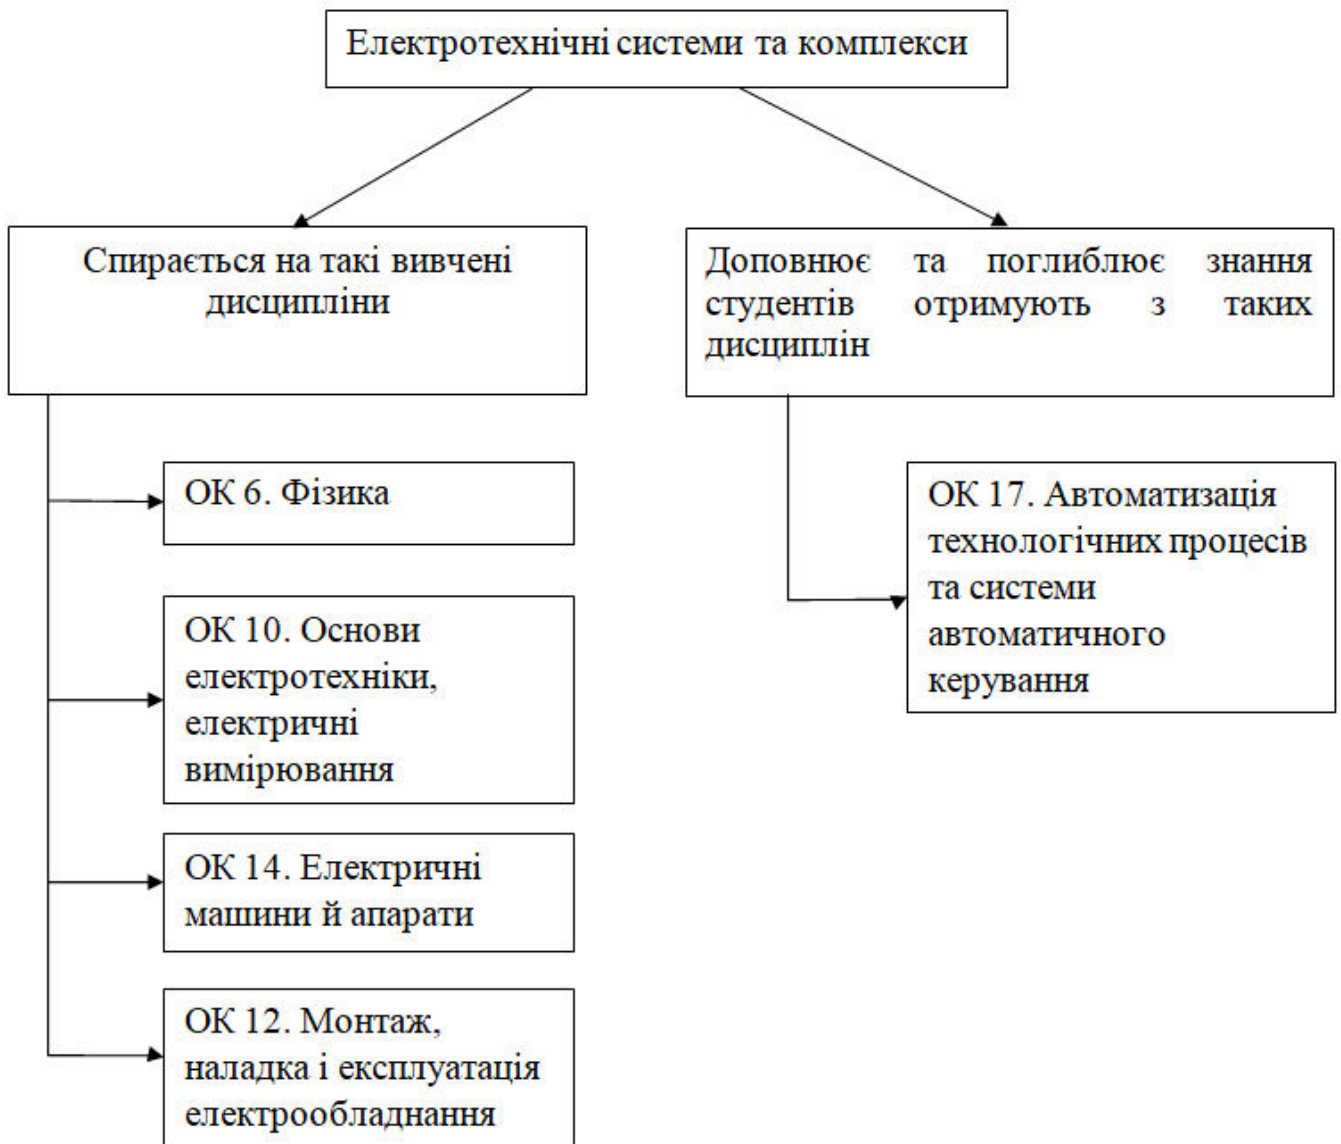 Електротехнічні системи та комплекси
Спирається на такі вивчені
дисципліни
Доповнює та поглиблює знання
студентів отримують з таких
дисциплін
ОК 6. Фізика
ОК 10. Основи
електротехніки,
електричні
вимірювання
ОК 14. Електричні
машини й апарати
ОК 12. Монтаж,
наладка і експлуатація
електрообладнання
ОК 17. Автоматизація
технологічних процесів
та системи
автоматичного
керування